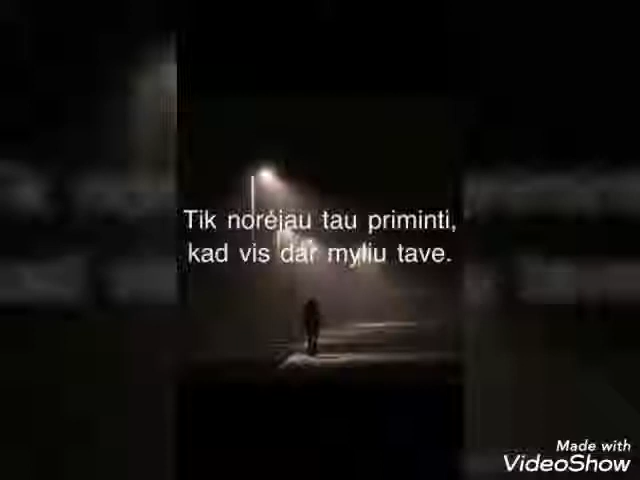 Tik norėjau tau priminti,
kad vis dar myliu tave.
Made with
VideoShow